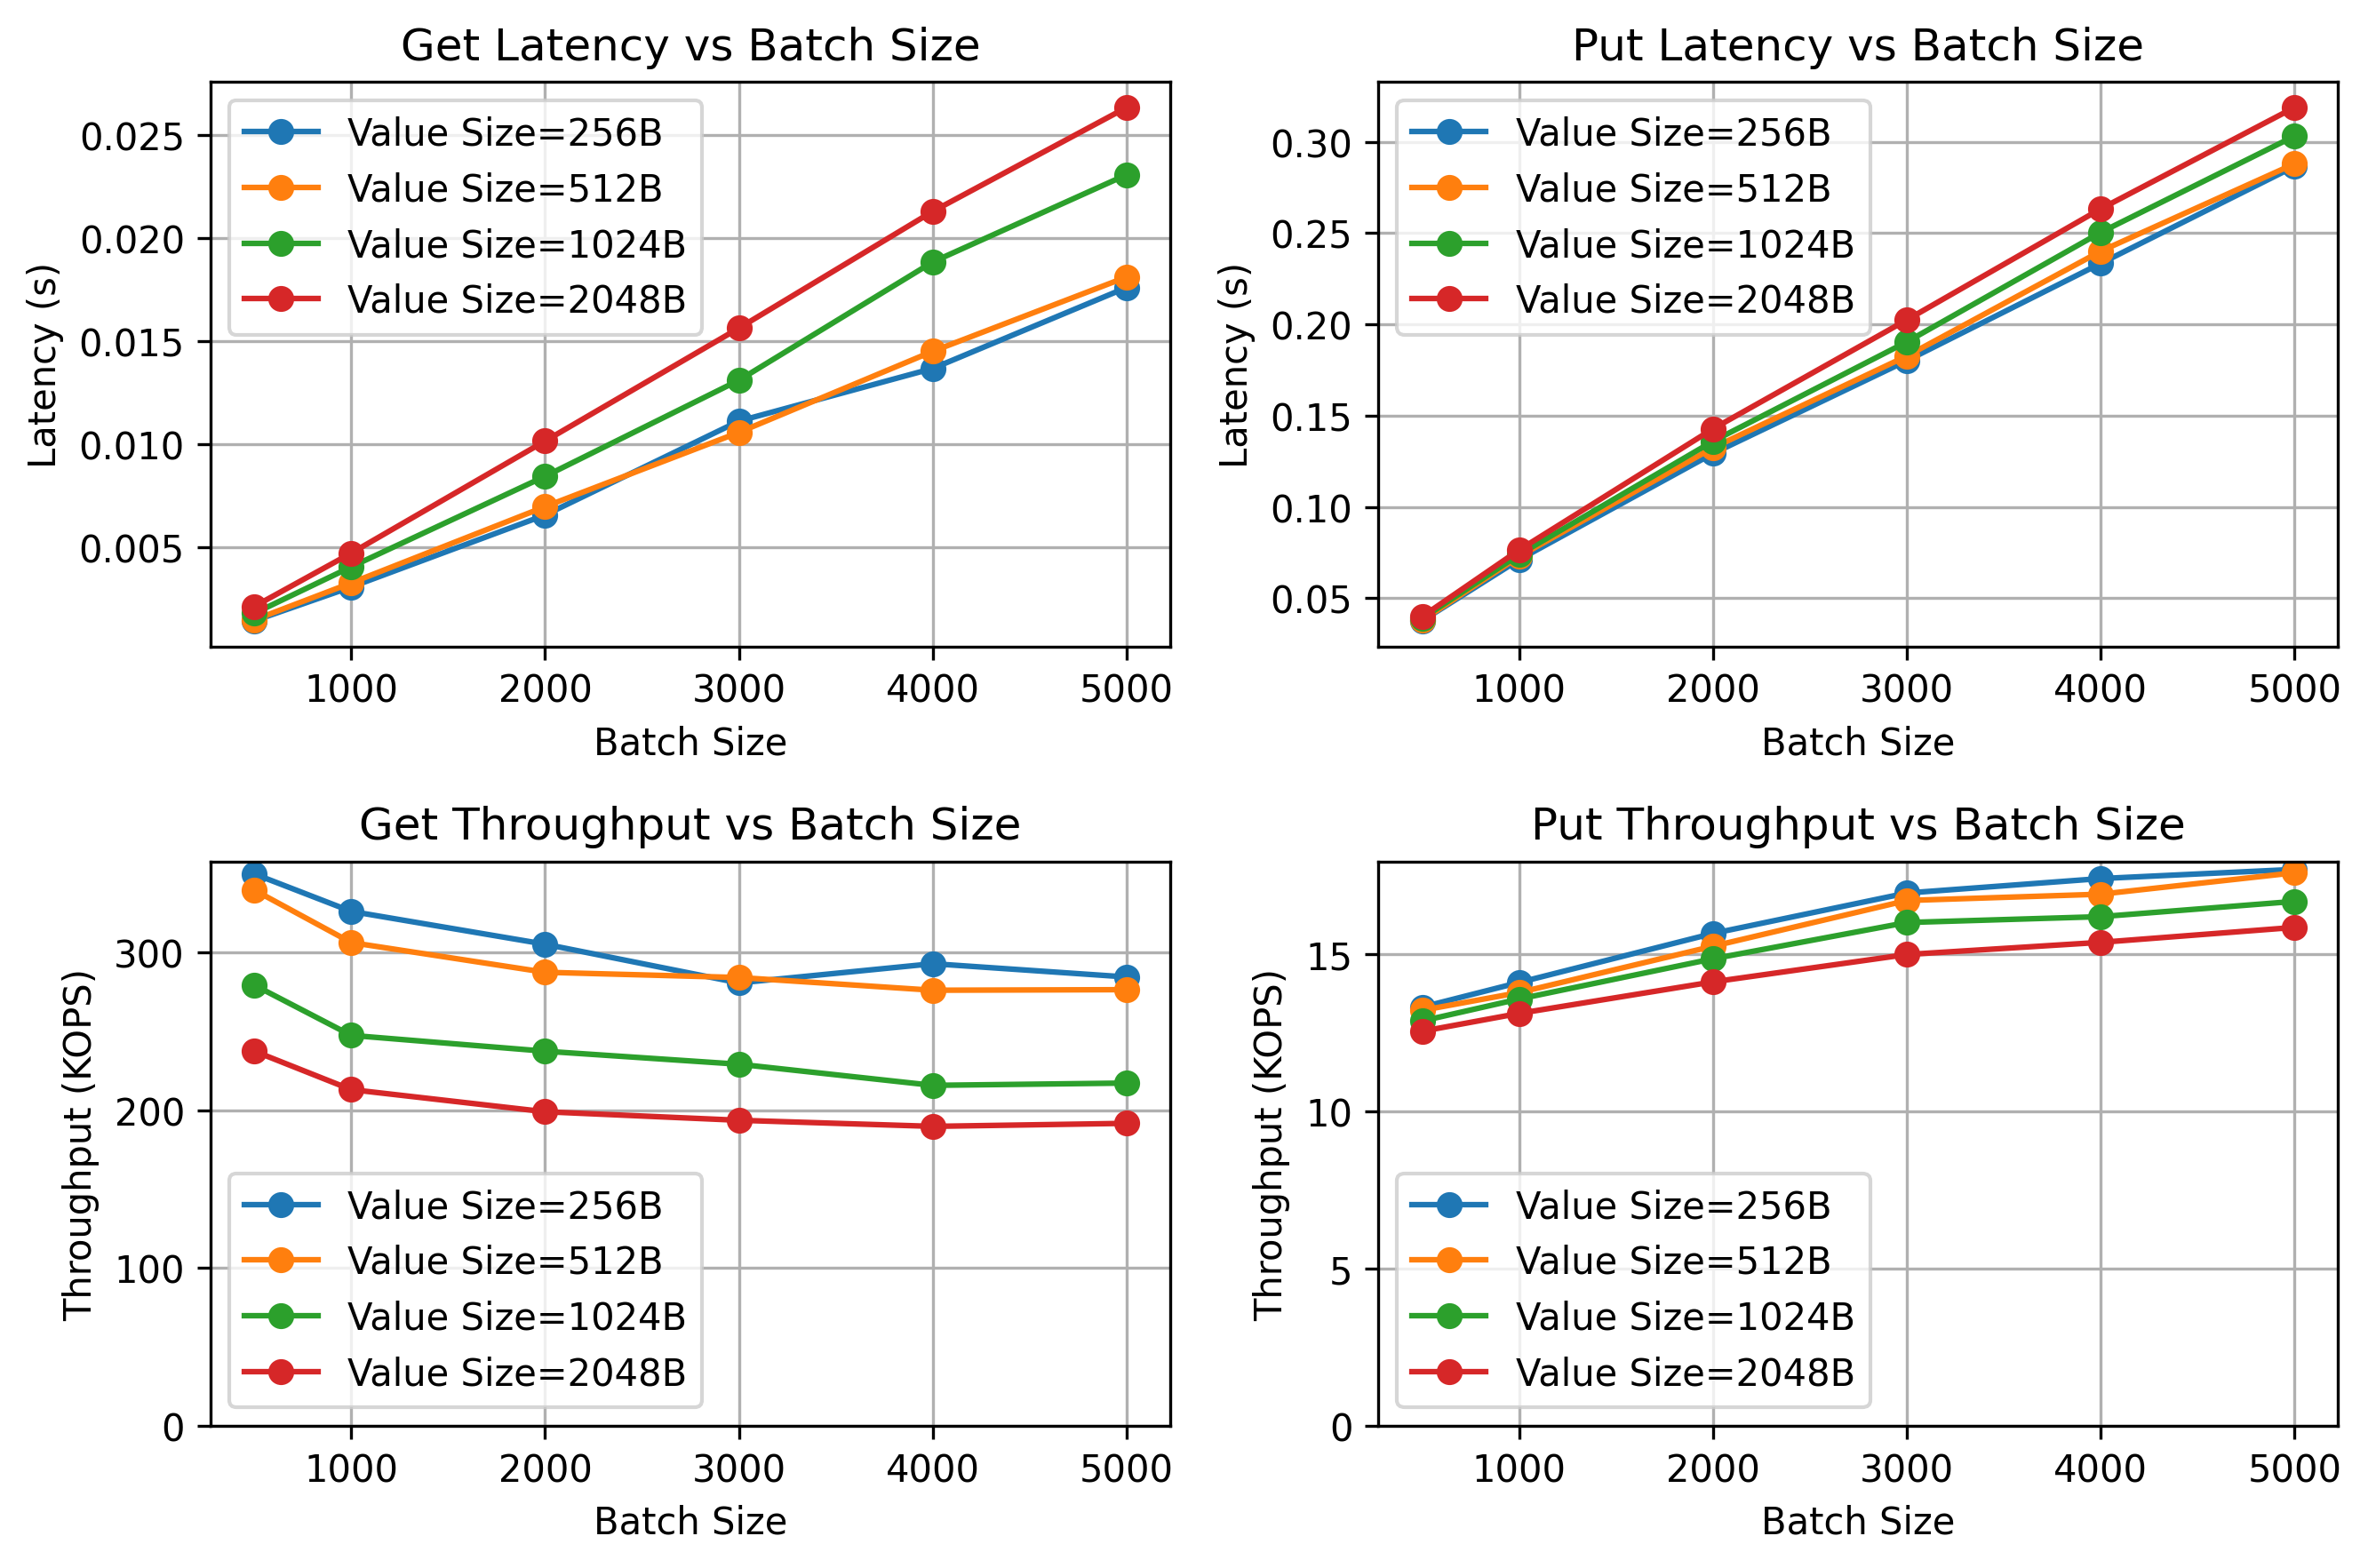 Get Latency vs Batch Size
Latency (s)
0.025
0.020
0.015
0.010
0.005
Value Size=256B
Value Size=512B
Value Size=1024B
Value Size=2048B
1000 2000 3000 4000 5000
Batch Size
Put Latency vs Batch Size
Latency (s)
0.30
0.25
0.20
0.15
0.10
0.05
Value Size=256B
Value Size=512B
Value Size=1024B
Value Size=2048B
1000 2000 3000 4000 5000
Batch Size
Get Throughput vs Batch Size
Throughput (KOPS)
300
200
100
0
Value Size=256B
Value Size=512B
Value Size=1024B
Value Size=2048B
1000 2000 3000 4000 5000
Batch Size
Put Throughput vs Batch Size
Throughput (KOPS)
15
10
5
0
Value Size=256B
Value Size=512B
Value Size=1024B
Value Size=2048B
1000 2000 3000 4000 5000
Batch Size